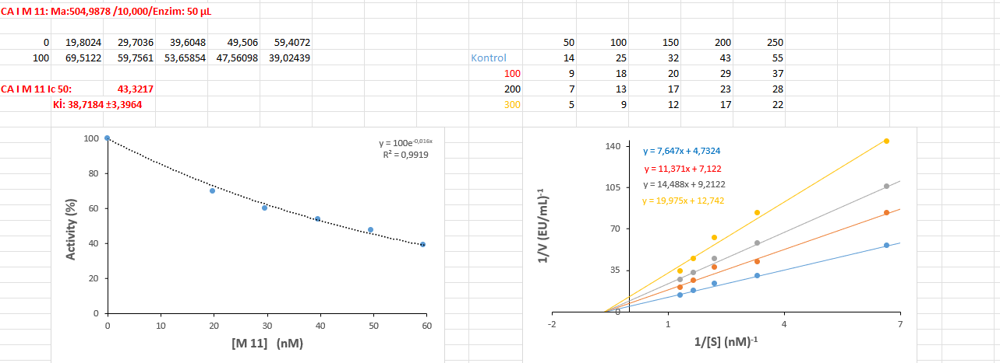 CA I M 11: Ma:504,9878 /10,000/Enzim: 50 µL
0 19,8024 29,7036 39,6048 49,506 59,4072
100 69,5122 59,7561 53,65854 47,56098 39,02439
CA I M 11 Ic 50: 43,3217
Kİ: 38,7184 ±3,3964
50 100 150 200 250
Kontrol 14 25 32 43 55
100 9 18 20 29 37
200 7 13 17 23 28
300 5 9 12 17 22
y = 100e-0,016x
R² = 0,9919
Activity (%)
100
80
60
40
20
0
0 10 20 30 40 50 60
[M 11] (nM)
y = 7,647x + 4,7324
y = 11,371x + 7,122
y = 14,488x + 9,2122
y = 19,975x + 12,742
1/V (EU/mL)-1
140
105
70
35
0
-2 1 4 7
1/[S] (nM)-1